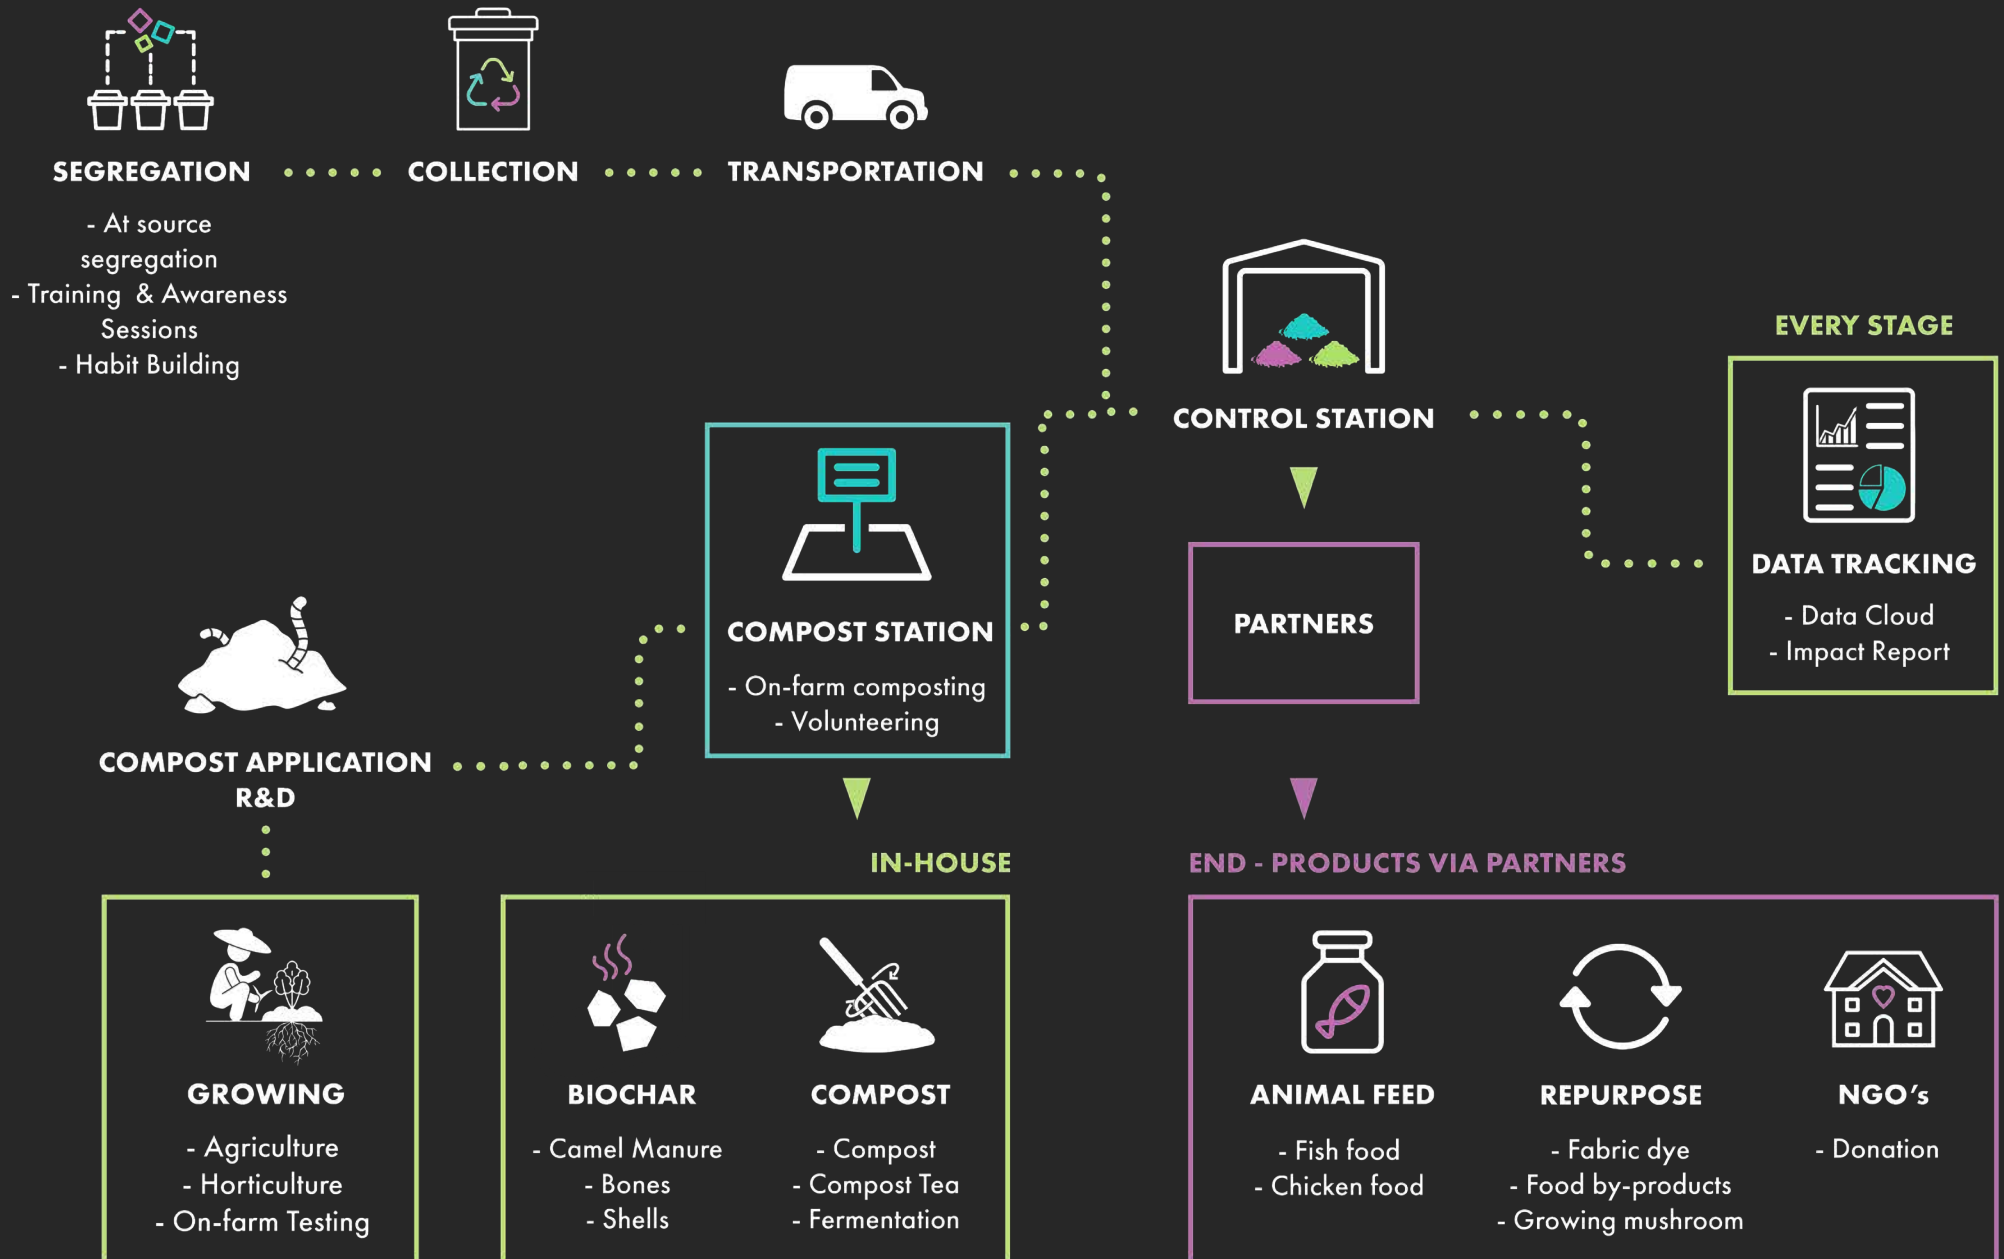 SEGREGATION
- At source
segregation
- Training & Awareness
Sessions
- Habit Building
COLLECTION
TRANSPORTATION
CONTROL STATION
EVERY STAGE
DATA TRACKING
- Data Cloud
- Impact Report
PARTNERS
COMPOST STATION
- On-farm composting
- Volunteering
COMPOST APPLICATION
R&D
GROWING
- Agriculture
- Horticulture
- On-farm Testing
IN-HOUSE
BIOCHAR
- Camel Manure
- Bones
- Shells
COMPOST
- Compost
- Compost Tea
- Fermentation
END - PRODUCTS VIA PARTNERS
ANIMAL FEED
- Fish food
- Chicken food
REPURPOSE
- Fabric dye
- Food by-products
- Growing mushroom
NGO's
- Donation